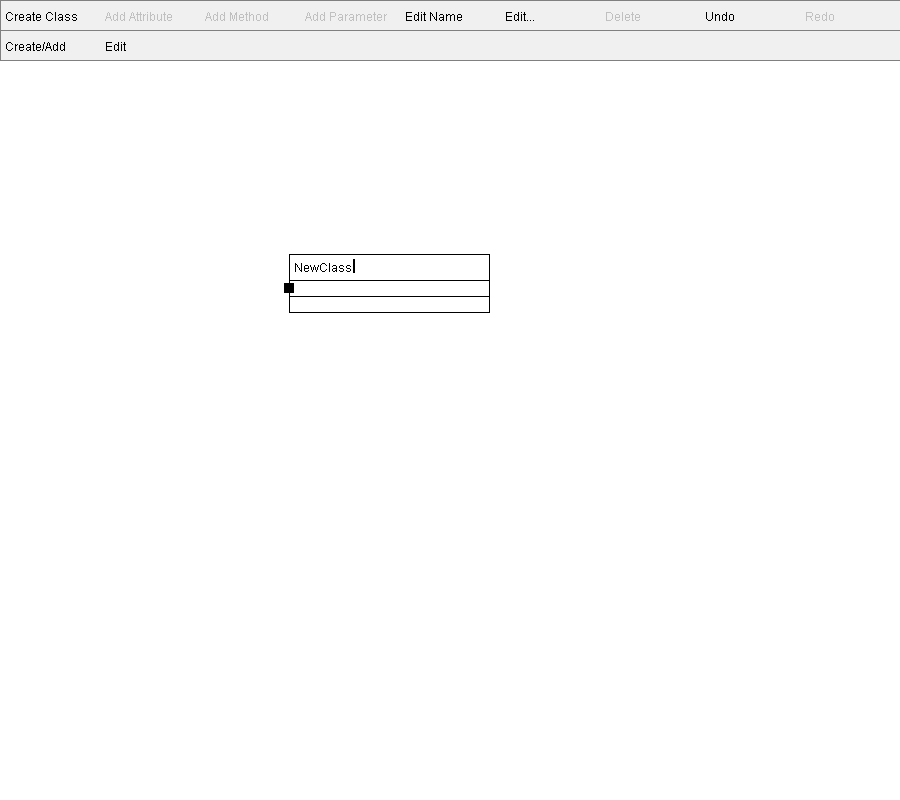 Create Class Add Attribute Add Method Add Parameter Edit Name Edit... Delete Undo Redo
Create/Add Edit
NewClass